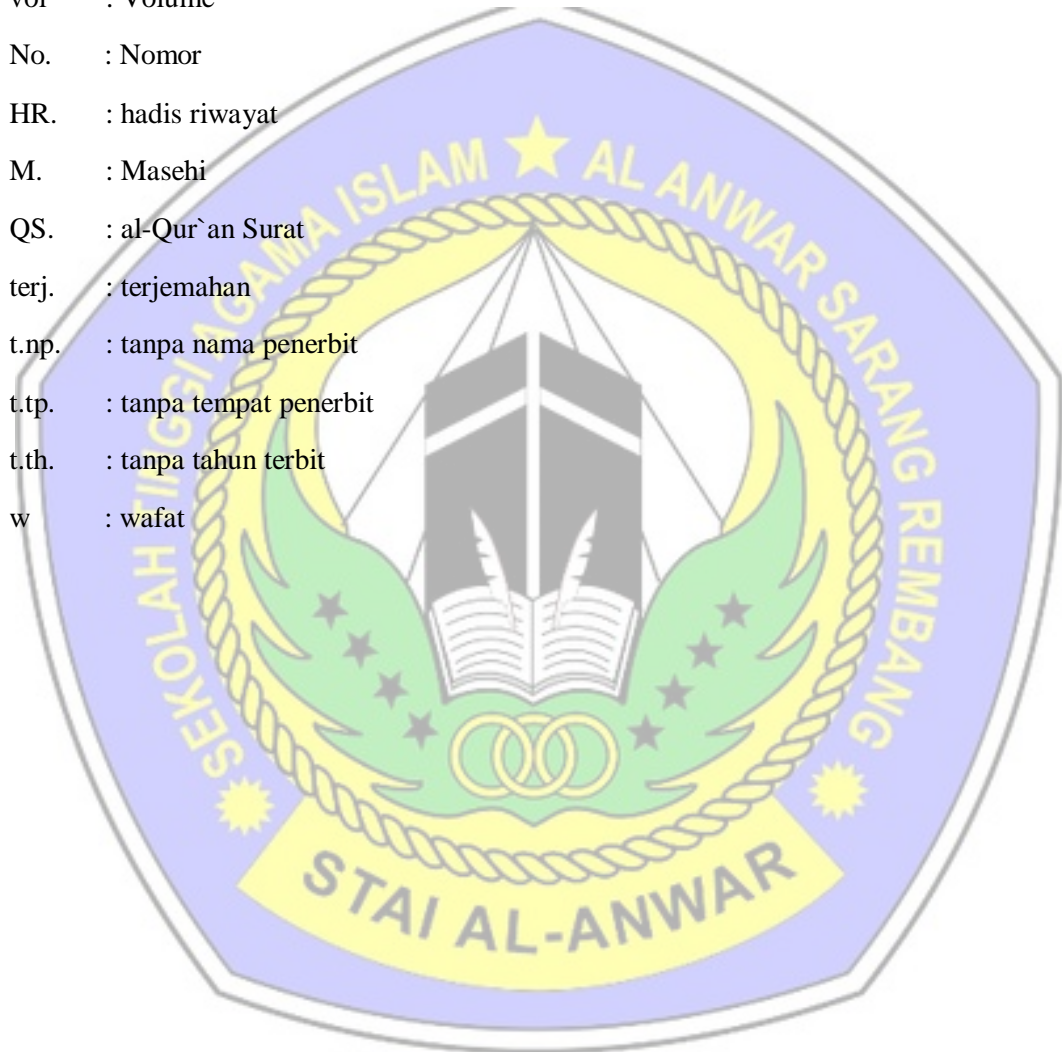 vol : Volume
No. : Nomor
HR. : hadis riwayat
M. : Masehi
QS. : al-Qur`an Surat
terj. : terjemahan
t.np. : tanpa nama penerbit
t.tp. : tanpa tempat penerbit
t.th. : tanpa tahun terbit
w : wafat
SEKOLAH TINGGI AGAMA ISLAM AL ANWAR SARANG REMBANG
STAI AL-ANWAR